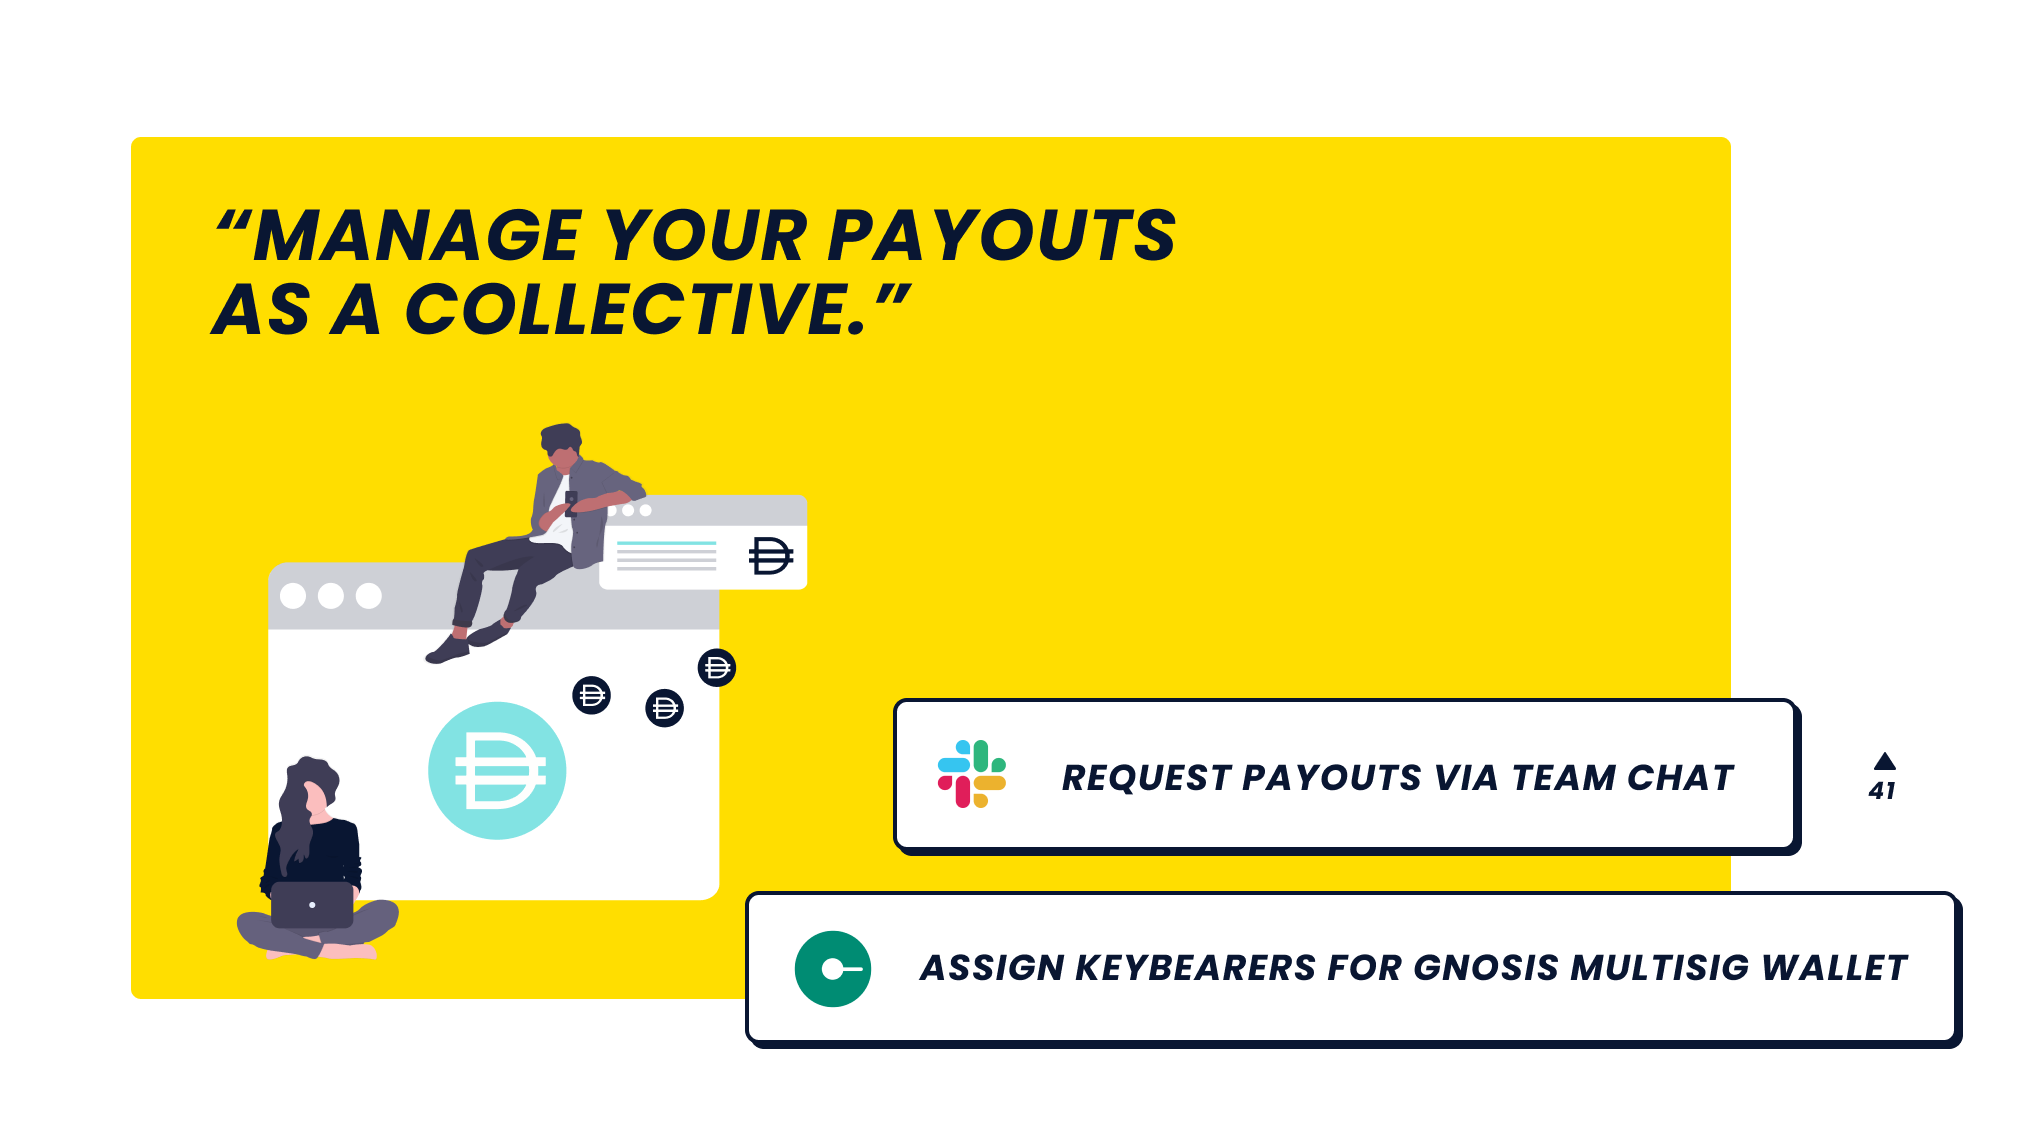 “MANAGE YOUR PAYOUTS
AS A COLLECTIVE.”
REQUEST PAYOUTS VIA TEAM CHAT
41
ASSIGN KEYBEARERS FOR GNOSIS MULTISIG WALLET